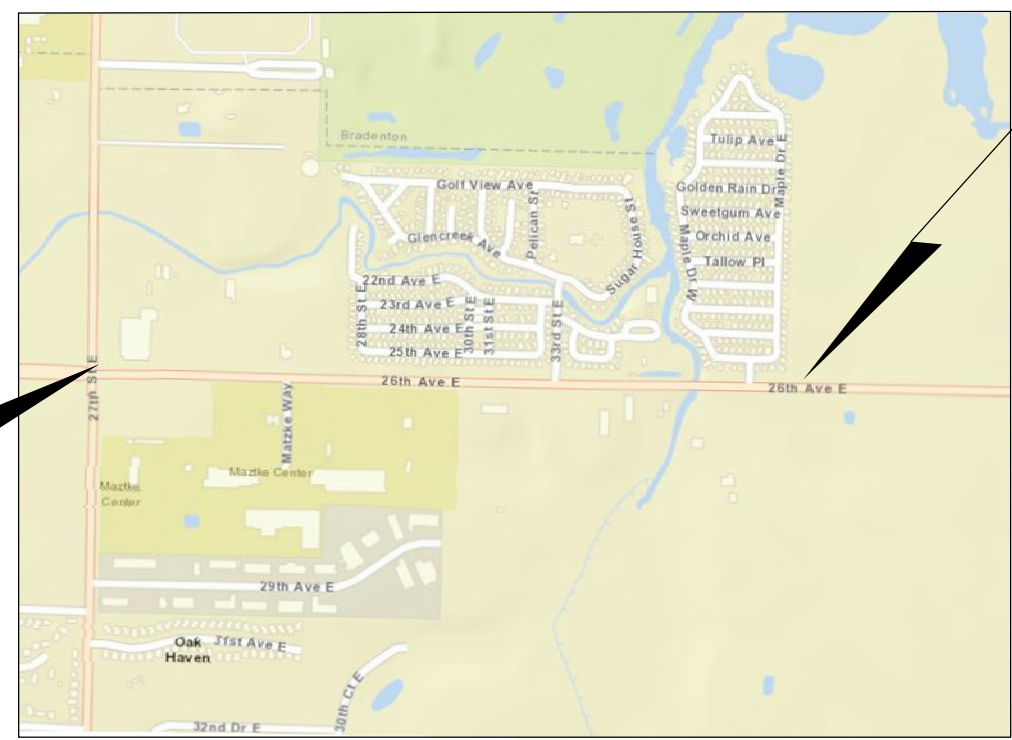 Bradenton
Tulip Ave
Maple Dr E
Golf View Ave
Golden Rain Dr
Pelican St
Sugar House St
Sweetgum Ave
Glencreek Ave
Maple Dr W
Orchid Ave
Tallow Pl
22nd Ave E
28th St E
23rd Ave E
30th St E
31st St E
24th Ave E
33rd St E
25th Ave E
27th St E
26th Ave E
26th Ave E
Matzke Way
Maztke Center
Maztke
Center
29th Ave E
31st Ave E
Oak
Haven
30th Ct E
32nd Dr E